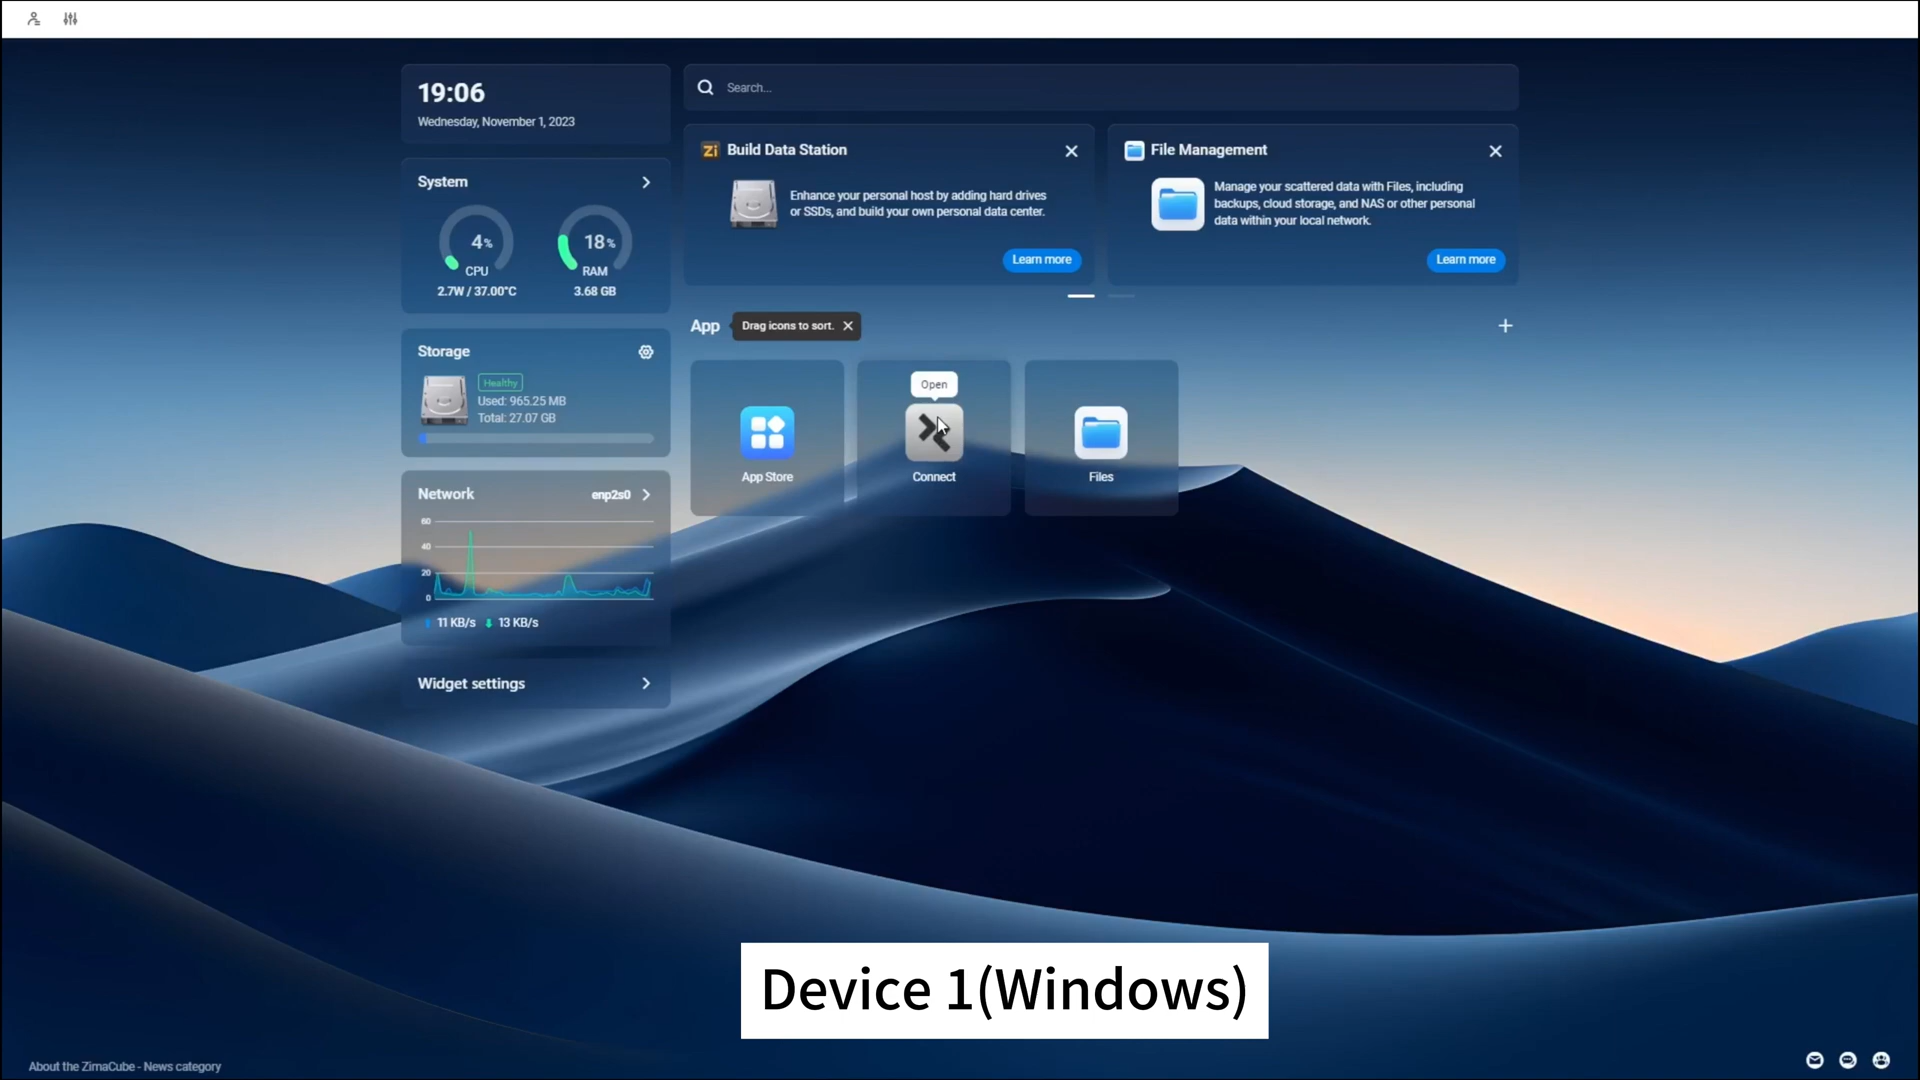 19:06
Wednesday, November 1, 2023
Search...
System
4%
CPU
2.7W / 37.00°C
18%
RAM
3.68 GB
Storage
Healthy
Used: 965.25 MB
Total: 27.07 GB
Network
enp2s0
60
40
20
0
11 KB/s
13 KB/s
Widget settings
Zi
Build Data Station
Enhance your personal host by adding hard drives
or SSDs, and build your own personal data center.
Learn more
File Management
Manage your scattered data with Files, including
backups, cloud storage, and NAS or other personal
data within your local network.
Learn more
App
Drag icons to sort.
Open
App Store
Connect
Files
Device 1(Windows)
About the ZimaCube - News category